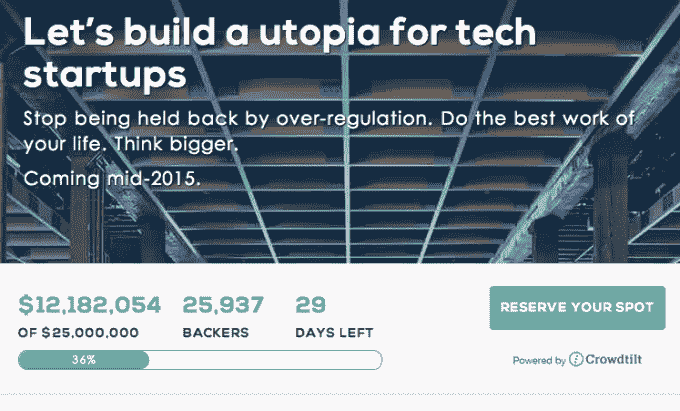 Let's build a utopia for tech
startups
Stop being held back by over-regulation. Do the best work of
your life. Think bigger.
Coming mid-2015.
$12,182,054 25,937 29
OF $25,000,000 BACKERS DAYS LEFT
RESERVE YOUR SPOT
36%
Powered by Crowdtilt